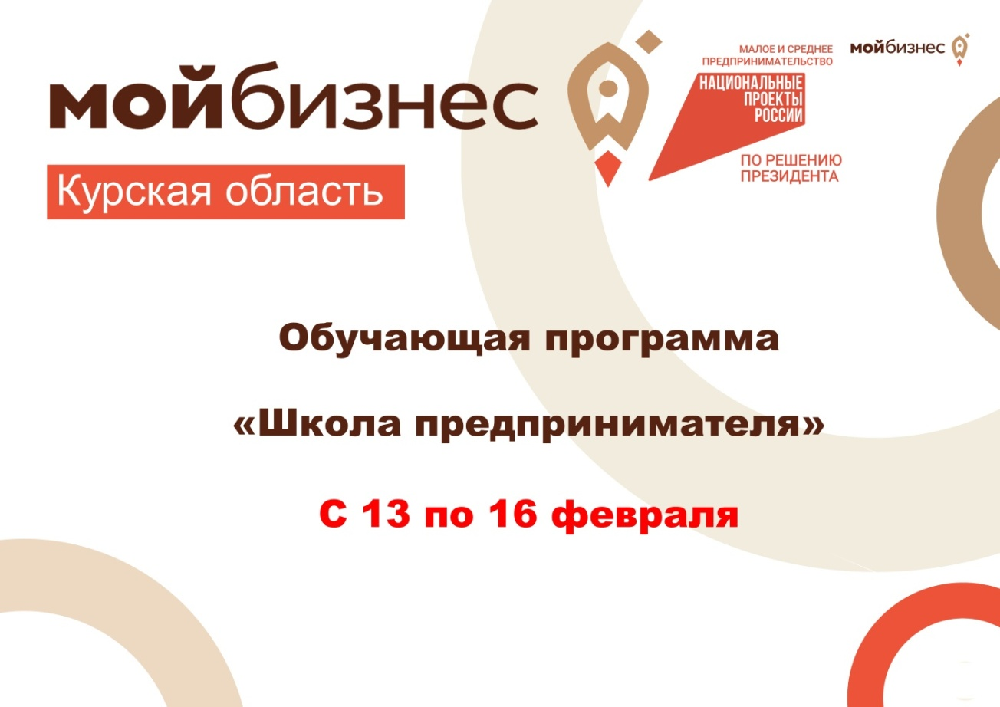 мойбизнес
Курская область
МАЛОЕ И СРЕДНЕЕ
ПРЕДПРИНИМАТЕЛЬСТВО
НАЦИОНАЛЬНЫЕ
ПРОЕКТЫ
РОССИИ
ПО РЕШЕНИЮ
ПРЕЗИДЕНТА
мойбизнес
Обучающая программа
«Школа предпринимателя»
С 13 по 16 февраля